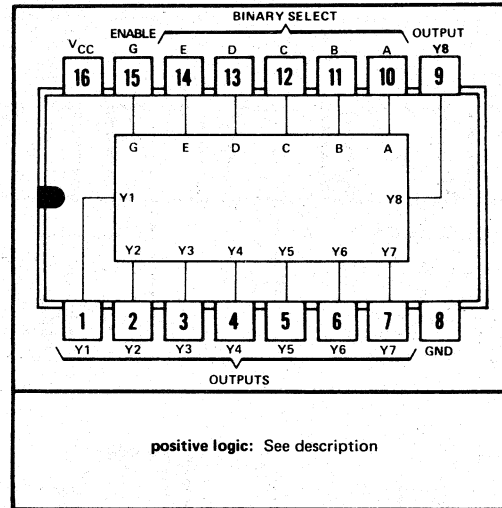 BINARY SELECT
VCC ENABLE G E D C B A OUTPUT Y8
16 15 14 13 12 11 10 9
G E D C B A
Y1 Y8
Y2 Y3 Y4 Y5 Y6 Y7
1 2 3 4 5 6 7 8
Y1 Y2 Y3 Y4 Y5 Y6 Y7 GND
OUTPUTS
positive logic: See description